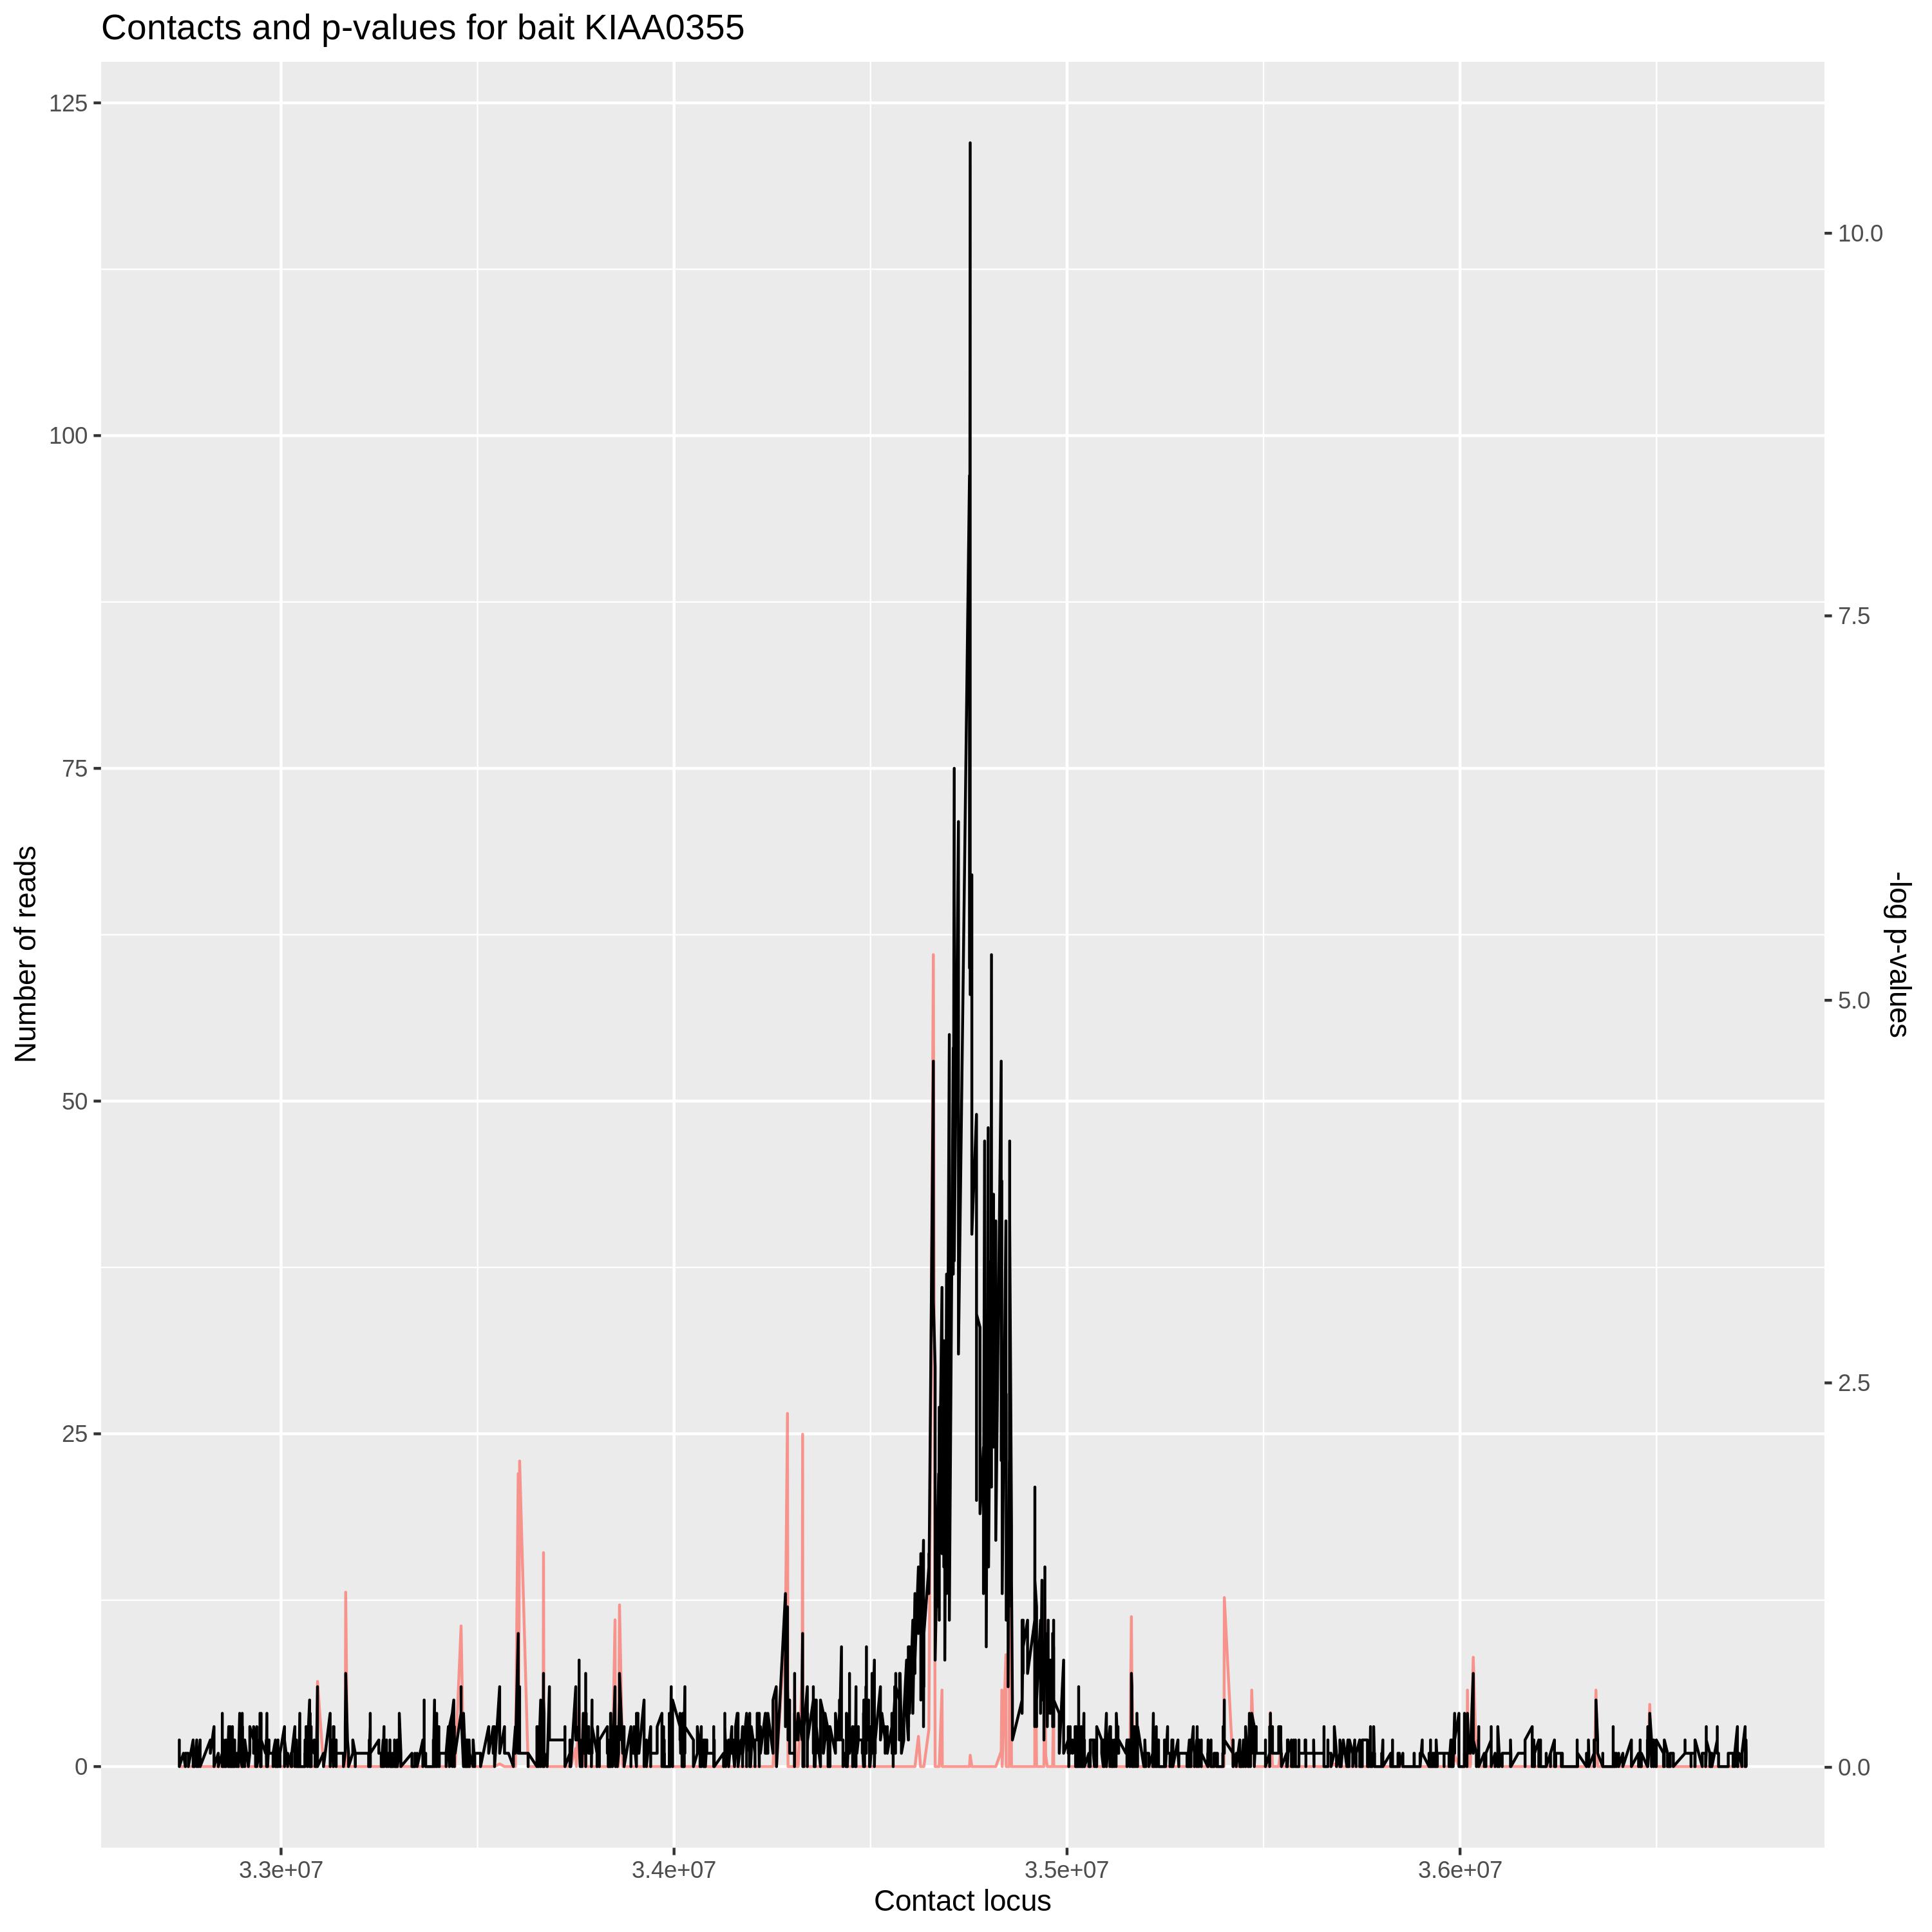 Contacts and p-values for bait KIAA0355
125
100
75
50
25
0
Number of reads
10.0
7.5
5.0
2.5
0.0
-log p-values
3.3e+07
3.4e+07
3.5e+07
3.6e+07
Contact locus